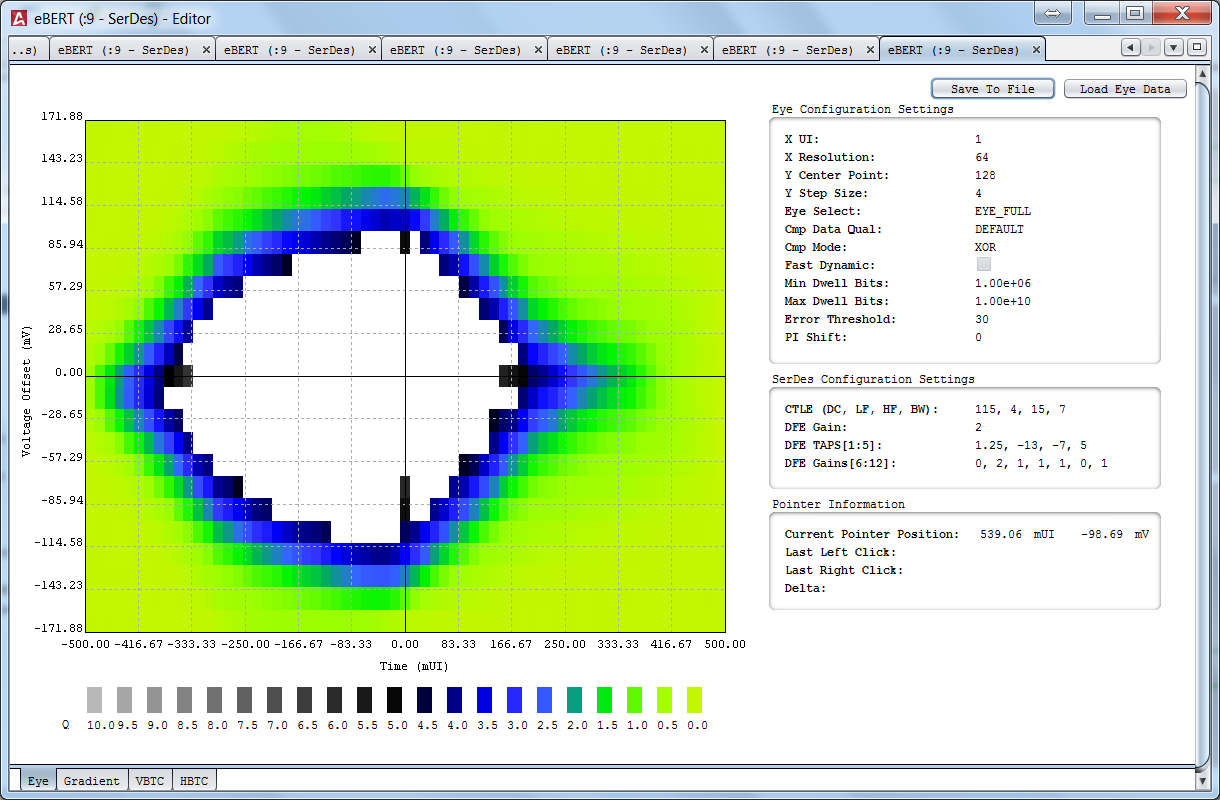 eBERT (:9 - SerDes) - Editor
..s) eBERT (:9 - SerDes) × eBERT (:9 - SerDes) × eBERT (:9 - SerDes) × eBERT (:9 - SerDes) × eBERT (:9 - SerDes) × eBERT (:9 - SerDes) ×
Save To File Load Eye Data
Eye Configuration Settings
X UI: 1
X Resolution: 64
Y Center Point: 128
Y Step Size: 4
Eye Select: EYE_FULL
Cmp Data Qual: DEFAULT
Cmp Mode: XOR
Fast Dynamic:
Min Dwell Bits: 1.00e+06
Max Dwell Bits: 1.00e+10
Error Threshold: 30
PI Shift: 0
SerDes Configuration Settings
CTLE (DC, LF, HF, BW): 115, 4, 15, 7
DFE Gain: 2
DFE TAPS[1:5]: 1.25, -13, -7, 5
DFE Gains[6:12]: 0, 2, 1, 1, 1, 0, 1
Pointer Information
Current Pointer Position: 539.06 mUI -98.69 mV
Last Left Click:
Last Right Click:
Delta:
Voltage Offset (mV)
171.88
143.23
114.58
85.94
57.29
28.65
0.00
-28.65
-57.29
-85.94
-114.58
-143.23
-171.88
-500.00 -416.67 -333.33 -250.00 -166.67 -83.33 0.00 83.33 166.67 250.00 333.33 416.67 500.00
Time (mUI)
Q 10.0 9.5 9.0 8.5 8.0 7.5 7.0 6.5 6.0 5.5 5.0 4.5 4.0 3.5 3.0 2.5 2.0 1.5 1.0 0.5 0.0
Eye Gradient VBTC HBTC